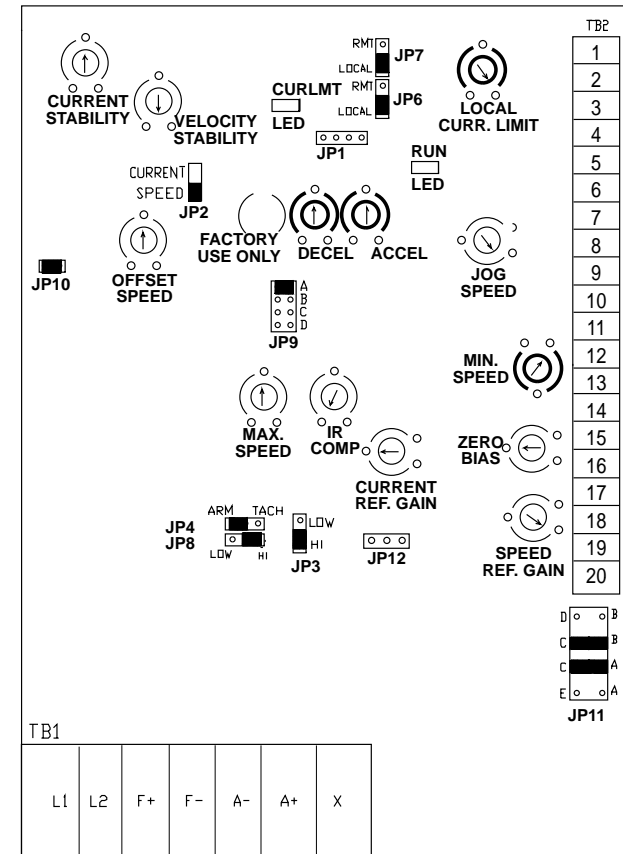 TB2
1
2
3
4
5
6
7
8
9
10
11
12
13
14
15
16
17
18
19
20
CURRENT
STABILITY
VELOCITY
STABILITY
CURLMT
LED
RMT
LOCAL
JP7
RMT
LOCAL
JP6
JP1
LOCAL
CURR. LIMIT
RUN
LED
CURRENT
SPEED
JP2
FACTORY
USE ONLY
DECEL
ACCEL
JP10
OFFSET
SPEED
JOG
SPEED
A
B
C
D
JP9
MIN.
SPEED
MAX.
SPEED
IR
COMP
CURRENT
REF. GAIN
ZERO
BIAS
ARM TACH
JP4
JP8
LOW HI
LOW
HI
JP3
JP12
SPEED
REF. GAIN
D B
C B
C A
E A
JP11
TB1
L1 L2 F+ F- A- A+ X